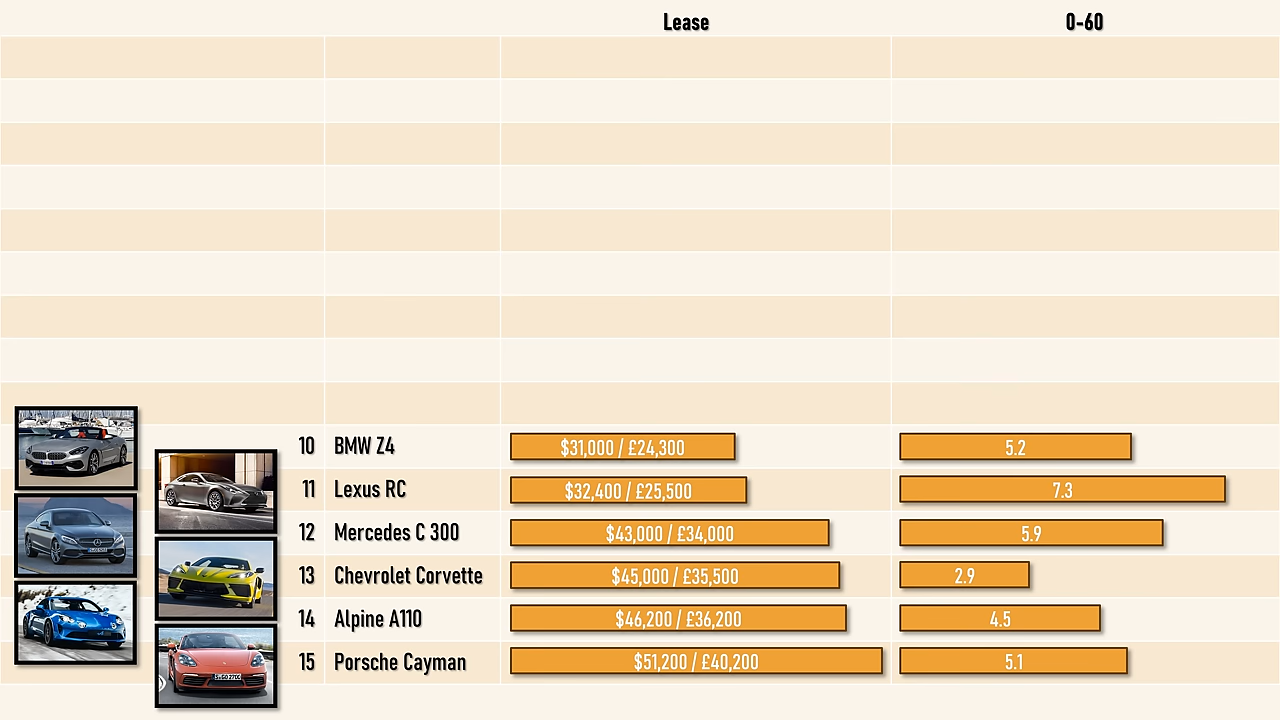 Lease 0-60
10 BMW Z4 $31,000 / £24,300 5.2
11 Lexus RC $32,400 / £25,500 7.3
12 Mercedes C 300 $43,000 / £34,000 5.9
13 Chevrolet Corvette $45,000 / £35,500 2.9
14 Alpine A110 $46,200 / £36,200 4.5
15 Porsche Cayman $51,200 / £40,200 5.1